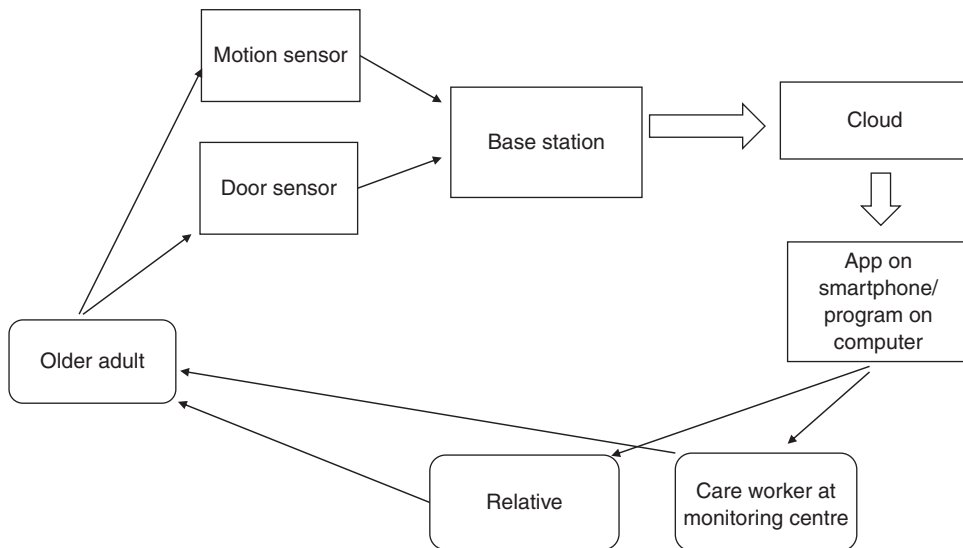 Motion sensor
Door sensor
Base station
Cloud
App on
smartphone/
program on
computer
Older adult
Relative
Care worker at
monitoring centre